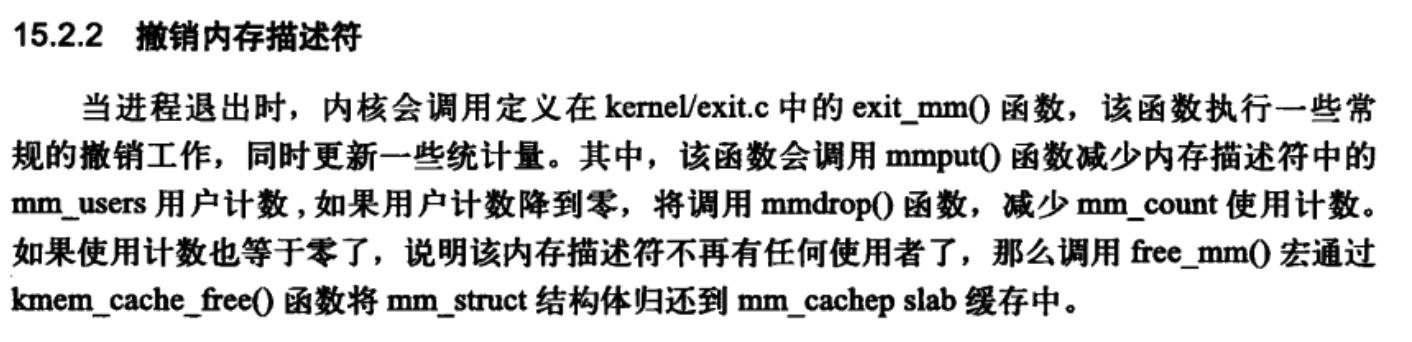 15.2.2 撤销内存描述符
当进程退出时，内核会调用定义在 kernel/exit.c 中的 exit_mm() 函数，该函数执行一些常
规的撤销工作，同时更新一些统计量。其中，该函数会调用 mmput() 函数减少内存描述符中的
mm_users 用户计数 , 如果用户计数降到零，将调用 mmdrop() 函数，减少 mm_count 使用计数。
如果使用计数也等于零了，说明该内存描述符不再有任何使用者了，那么调用 free_mm() 宏通过
kmem_cache_free() 函数将 mm_struct 结构体归还到 mm_cachep slab 缓存中。